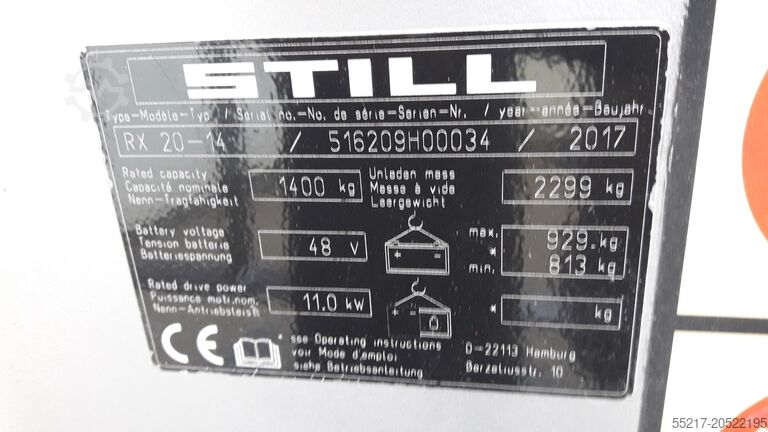 STILL
Type-Modèle-Typ / Serial no.-No. de série-Serien-Nr. / year-année-Baujahr
RX 20-14 / 516209H00034 / 2017
Rated capacity
Capacité nominale
Nenn-Tragfähigkeit
1400 kg
Unladen mass
Masse à vide
Leergewicht
2299 kg
Battery voltage
Tension batterie
Batteriespannung
48 V
+ -
max.
*
min.
929 kg
813 kg
Rated drive power
Puissance motr.nom.
Nenn-Antriebsleist.
11.0 kW
+ -
* kg
CE
* see Operating instructions
voir Mode d'emploi
siehe Betriebsanleitung
D-22113 Hamburg
Berzeliusstr. 10
55217-20522195